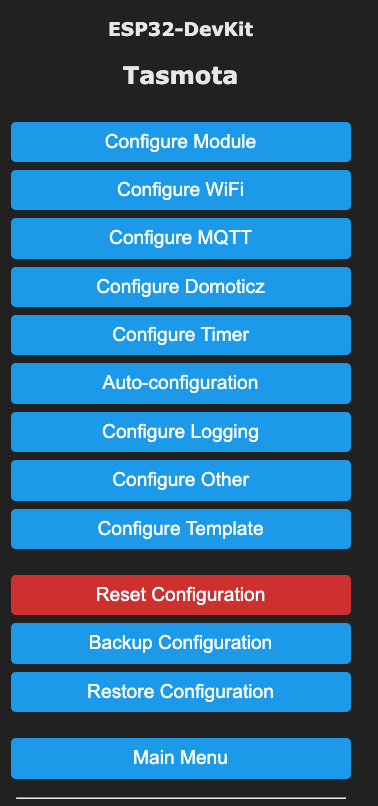 ESP32-DevKit
Tasmota
Configure Module
Configure WiFi
Configure MQTT
Configure Domoticz
Configure Timer
Auto-configuration
Configure Logging
Configure Other
Configure Template
Reset Configuration
Backup Configuration
Restore Configuration
Main Menu